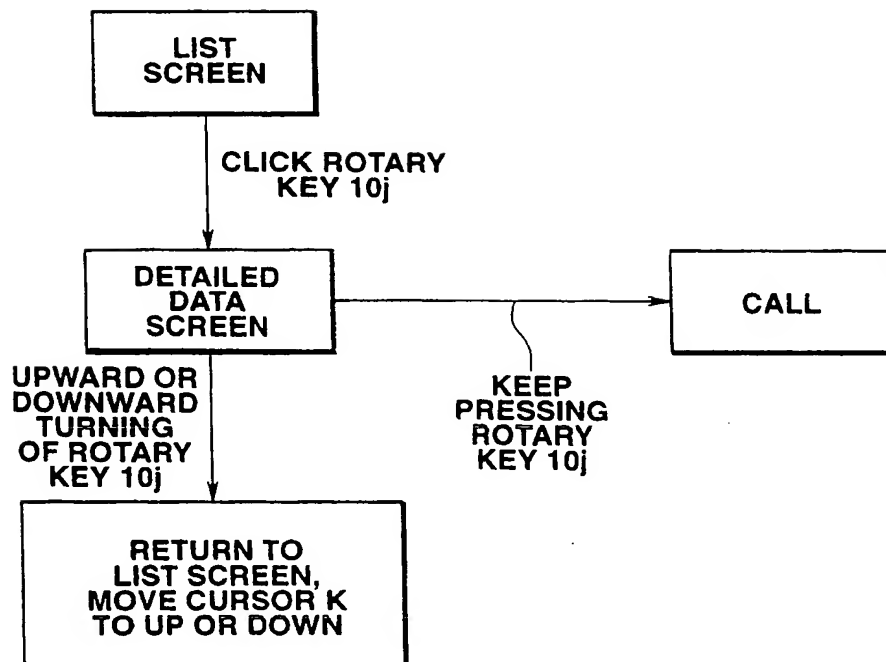 LIST
SCREEN
CLICK ROTARY
KEY 10j
DETAILED
DATA
SCREEN
CALL
UPWARD OR
DOWNWARD
TURNING
OF ROTARY
KEY 10j
KEEP
PRESSING
ROTARY
KEY 10j
RETURN TO
LIST SCREEN,
MOVE CURSOR K
TO UP OR DOWN